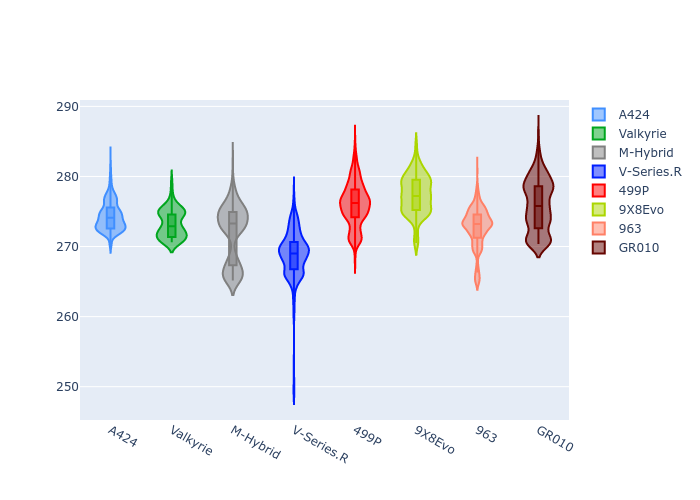 290
280
270
260
250
A424
Valkyrie
M-Hybrid
V-Series.R
499P
9X8Evo
963
GR010
A424
Valkyrie
M-Hybrid
V-Series.R
499P
9X8Evo
963
GR010